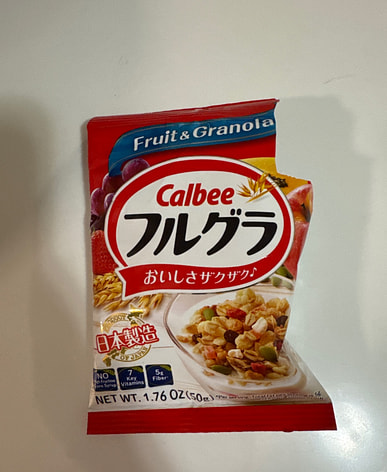 Fruit & Granola
Calbee
フルグラ
おいしさザクザク♪
日本製造
NO
7
Key
Vitamins
5g
Fiber
NET WT. 1.76 OZ (50g)